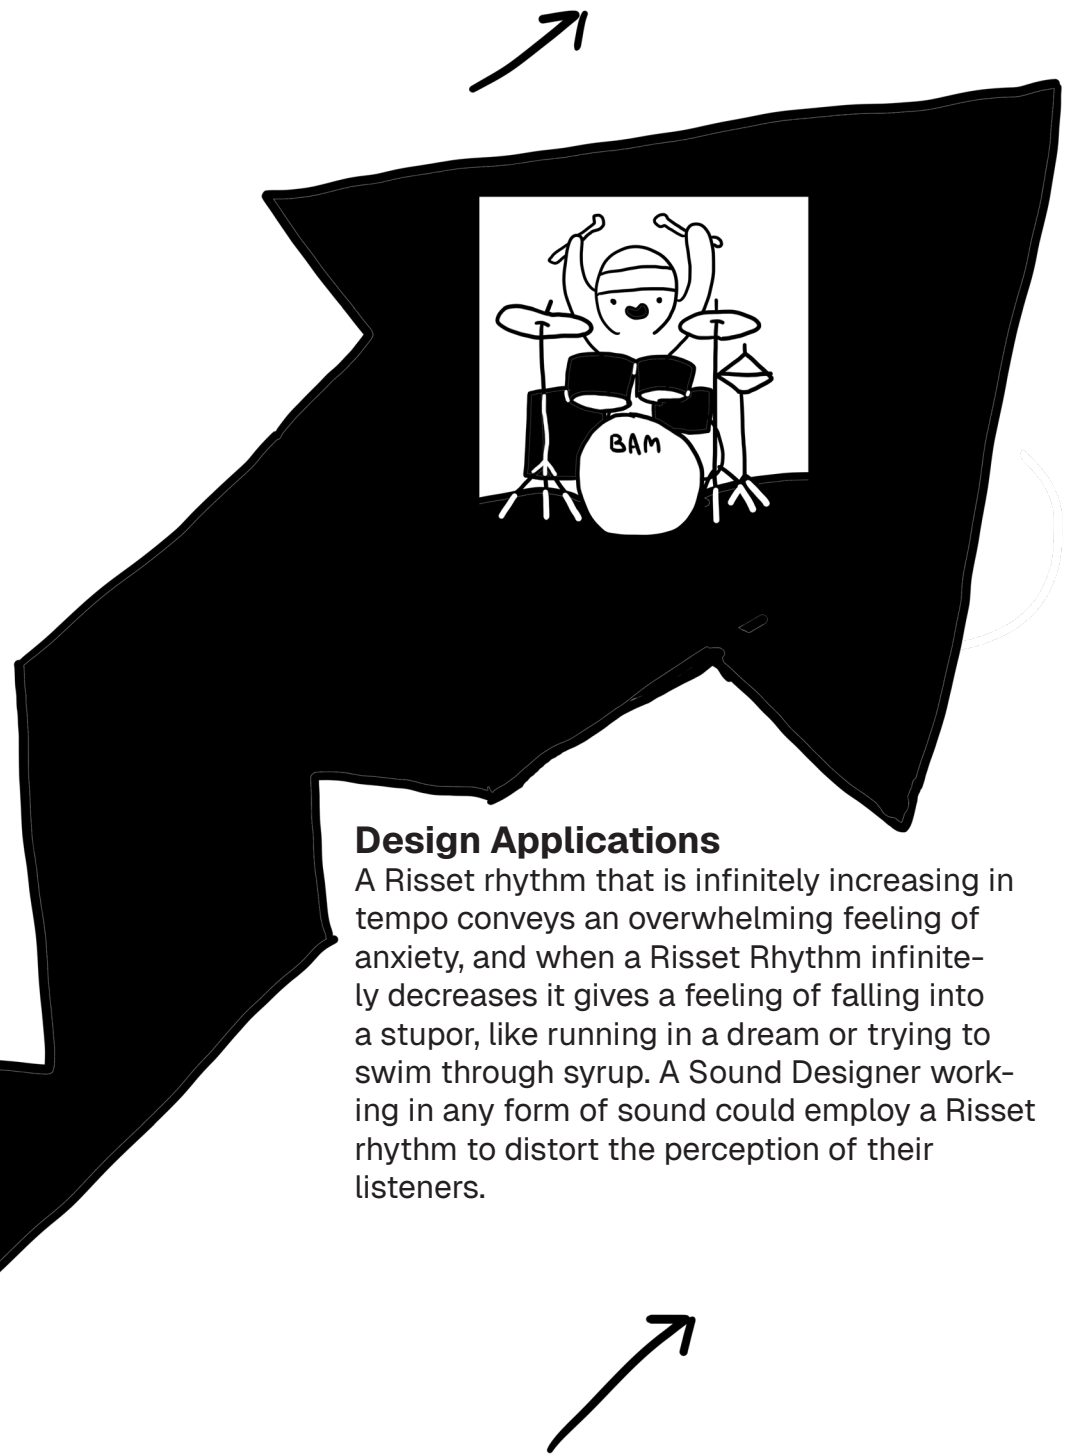 BAM
Design Applications
A Risset rhythm that is infinitely increasing in
tempo conveys an overwhelming feeling of
anxiety, and when a Risset Rhythm infinite-
ly decreases it gives a feeling of falling into
a stupor, like running in a dream or trying to
swim through syrup. A Sound Designer work-
ing in any form of sound could employ a Risset
rhythm to distort the perception of their
listeners.